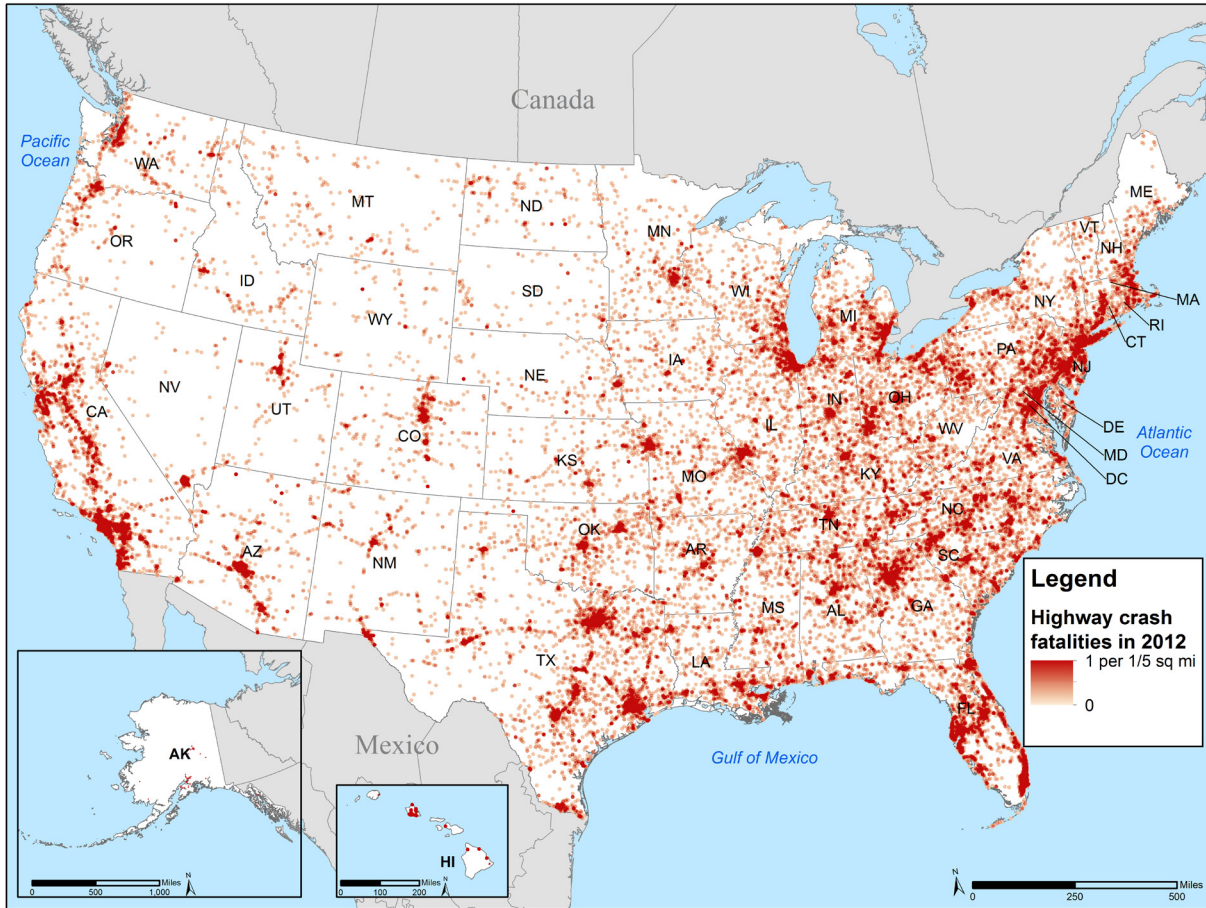 Canada
Pacific
Ocean
WA
MT
ND
MN
ME
VT
NH
OR
ID
SD
WI
MI
NY
MA
RI
CT
WY
IA
PA
NJ
NV
NE
UT
CA
CO
IL
IN
OH
WV
DE
MD
DC
Atlantic
Ocean
KS
MO
KY
VA
AZ
NM
OK
AR
TN
NC
SC
MS
AL
GA
TX
LA
FL
Legend
Highway crash
fatalities in 2012
1 per 1/5 sq mi
0
Mexico
Gulf of Mexico
AK
0 500 1,000 Miles
N
HI
0 100 200 Miles
N
N
0 250 500 Miles